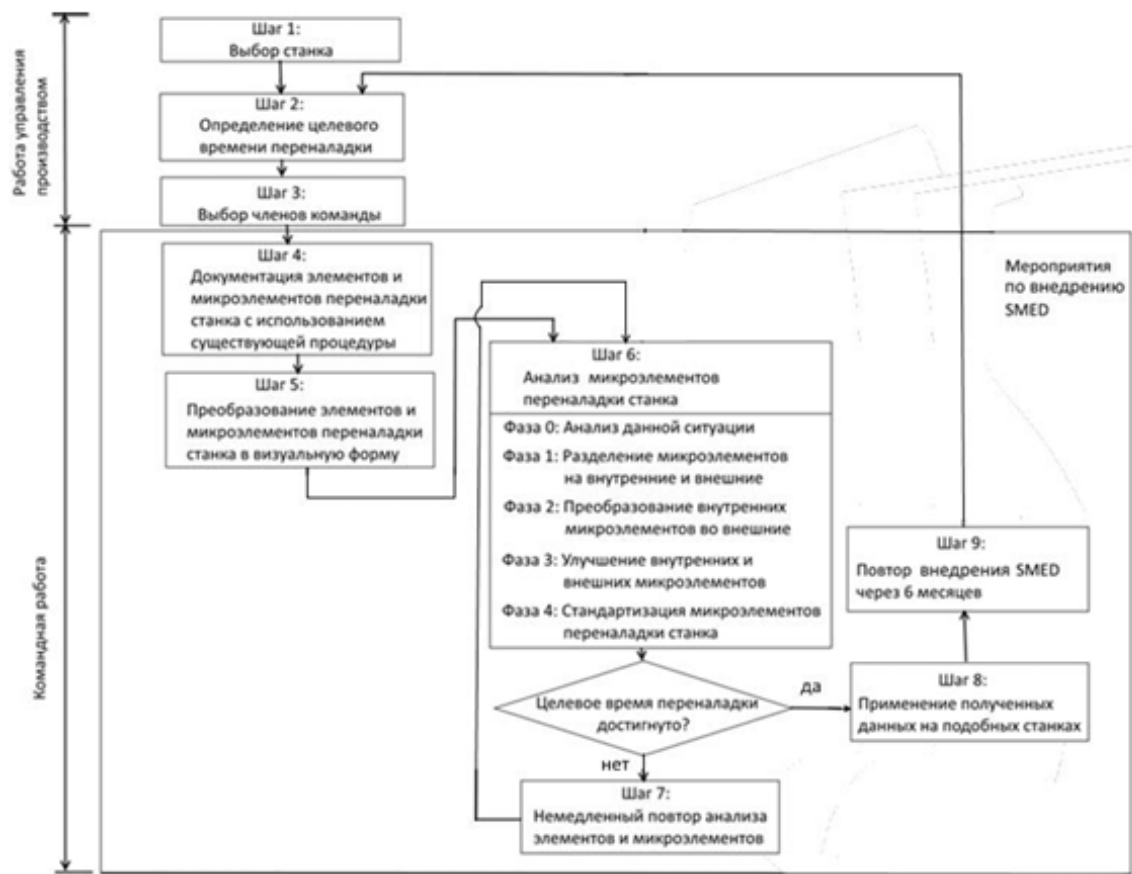 Работа управления
производством
Шаг 1:
Выбор станка
Шаг 2:
Определение целевого
времени переналадки
Шаг 3:
Выбор членов команды
Командная работа
Мероприятия
по внедрению
SMED
Шаг 4:
Документация элементов и
микроэлементов переналадки
станка с использованием
существующей процедуры
Шаг 5:
Преобразование элементов и
микроэлементов переналадки
станка в визуальную форму
Шаг 6:
Анализ микроэлементов
переналадки станка
Фаза 0: Анализ данной ситуации
Фаза 1: Разделение микроэлементов
на внутренние и внешние
Фаза 2: Преобразование внутренних
микроэлементов во внешние
Фаза 3: Улучшение внутренних и
внешних микроэлементов
Фаза 4: Стандартизация микроэлементов
переналадки станка
Целевое время переналадки
достигнуто?
да
нет
Шаг 7:
Немедленный повтор анализа
элементов и микроэлементов
Шаг 8:
Применение полученных
данных на подобных станках
Шаг 9:
Повтор внедрения SMED
через 6 месяцев